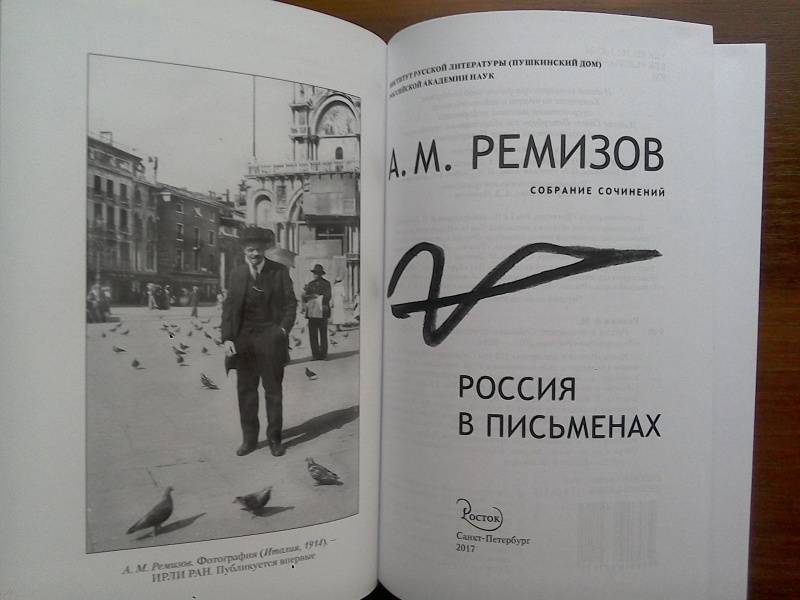 А. М. Ремизов. Фотография (Италия, 1914). –
ИРЛИ РАН. Публикуется впервые
ИНСТИТУТ РУССКОЙ ЛИТЕРАТУРЫ (ПУШКИНСКИЙ ДОМ)
РОССИЙСКОЙ АКАДЕМИИ НАУК
А. М. РЕМИЗОВ
СОБРАНИЕ СОЧИНЕНИЙ
РОССИЯ
В ПИСЬМЕНАХ
Росток
Санкт-Петербург
2017